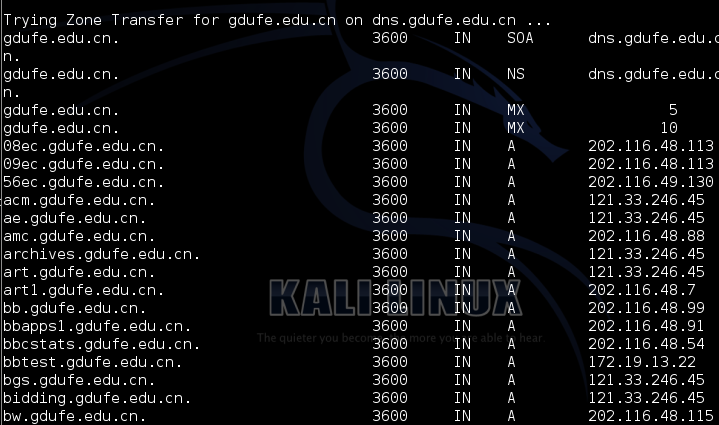 Trying Zone Transfer for gdufe.edu.cn on dns.gdufe.edu.cn ...
gdufe.edu.cn. 3600 IN SOA dns.gdufe.edu.c
n.
gdufe.edu.cn. 3600 IN NS dns.gdufe.edu.c
n.
gdufe.edu.cn. 3600 IN MX 5
gdufe.edu.cn. 3600 IN MX 10
08ec.gdufe.edu.cn. 3600 IN A 202.116.48.113
09ec.gdufe.edu.cn. 3600 IN A 202.116.48.113
56ec.gdufe.edu.cn. 3600 IN A 202.116.49.130
acm.gdufe.edu.cn. 3600 IN A 121.33.246.45
ae.gdufe.edu.cn. 3600 IN A 121.33.246.45
amc.gdufe.edu.cn. 3600 IN A 202.116.48.88
archives.gdufe.edu.cn. 3600 IN A 121.33.246.45
art.gdufe.edu.cn. 3600 IN A 121.33.246.45
art1.gdufe.edu.cn. 3600 IN A 202.116.48.7
KALI LINUX
bb.gdufe.edu.cn. 3600 IN A 202.116.48.99
bbapps1.gdufe.edu.cn. 3600 IN A 202.116.48.91
The quieter you become more you are able hear
bbcstats.gdufe.edu.cn. 3600 IN A 202.116.48.54
bbtest.gdufe.edu.cn. 3600 IN A 172.19.13.22
bgs.gdufe.edu.cn. 3600 IN A 121.33.246.45
bidding.gdufe.edu.cn. 3600 IN A 121.33.246.45
bw.gdufe.edu.cn. 3600 IN A 202.116.48.115